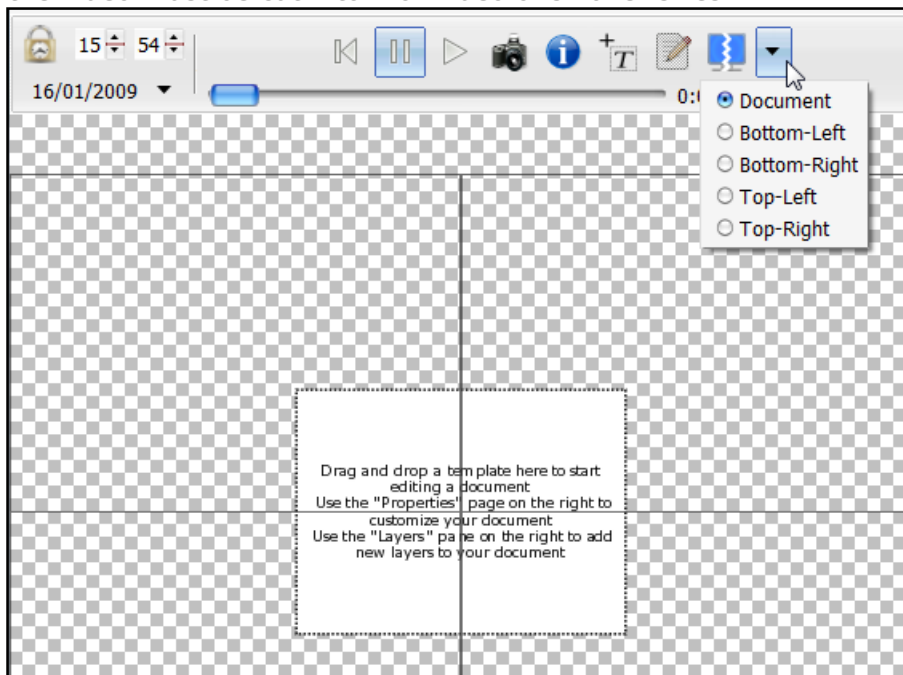 15 54
16/01/2009
T
Document
Bottom-Left
Bottom-Right
Top-Left
Top-Right
Drag and drop a template here to start
editing a document
Use the "Properties" page on the right to
customize your document
Use the "Layers" pane on the right to add
new layers to your document